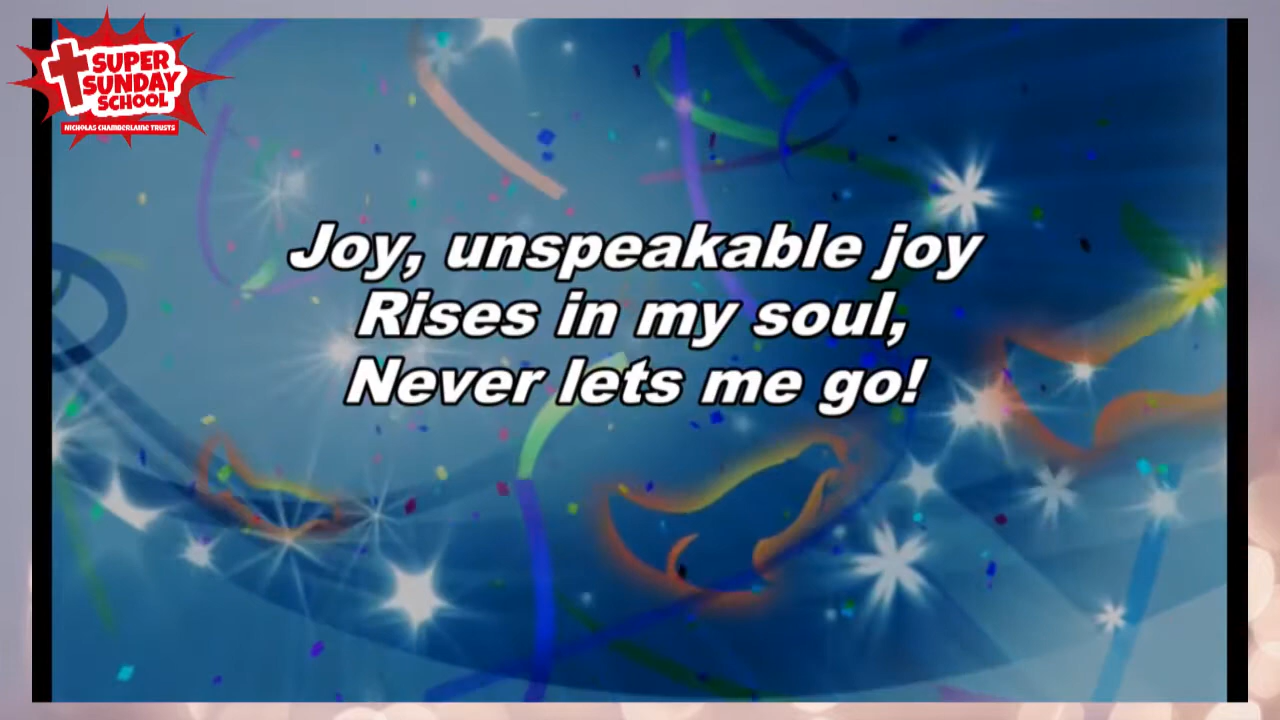 SUPER
SUNDAY
SCHOOL
NICHOLAS CHAMBERLAINE TRUSTS
Joy, unspeakable joy
Rises in my soul,
Never lets me go!